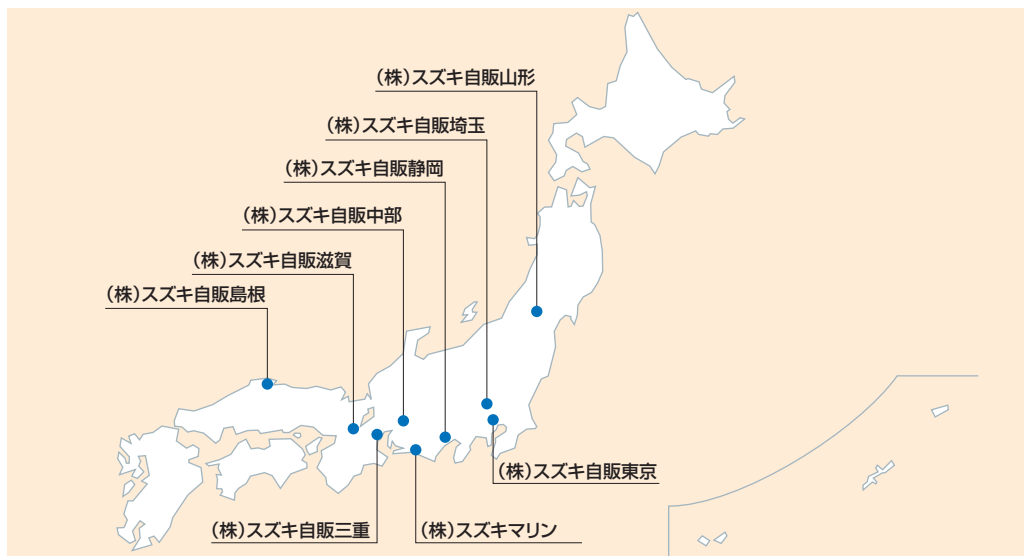 (株)スズキ自販山形
(株)スズキ自販埼玉
(株)スズキ自販静岡
(株)スズキ自販中部
(株)スズキ自販滋賀
(株)スズキ自販島根
(株)スズキ自販東京
(株)スズキ自販三重
(株)スズキマリン